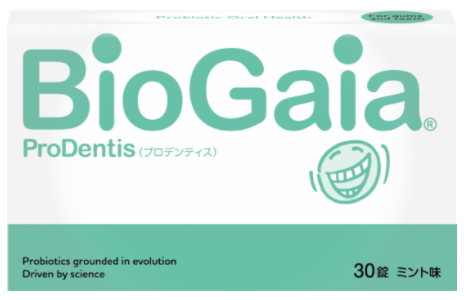 Probiotic Oral Health
For gums
and teeth
BioGaia®
ProDentis (プロデンティス)
Probiotics grounded in evolution
Driven by science
30錠 ミント味